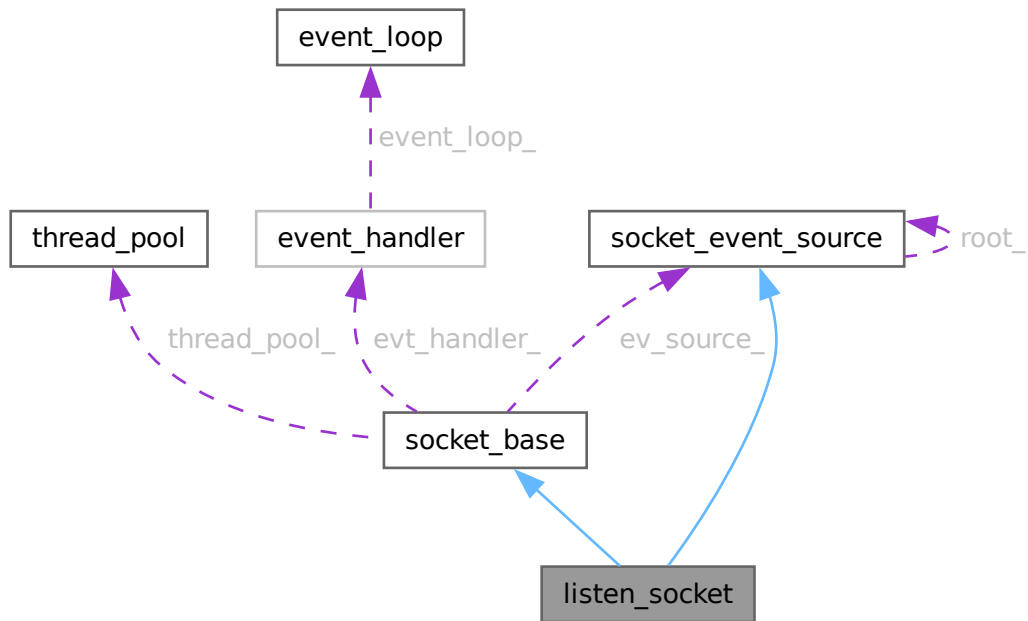 event_loop
event_loop_
thread_pool
event_handler
socket_event_source
root_
thread_pool_
evt_handler_
ev_source_
socket_base
listen_socket